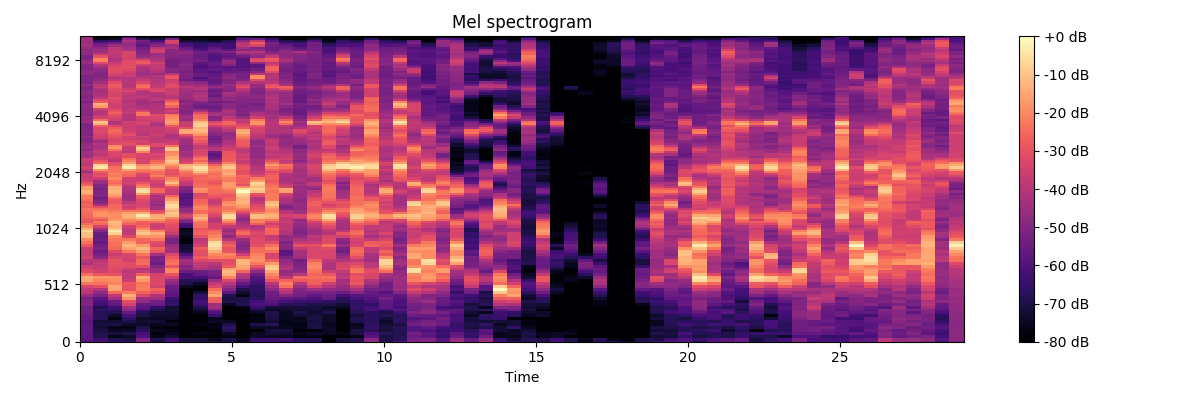 Mel spectrogram
Hz
8192
4096
2048
1024
512
0
0 5 10 15 20 25
Time
+0 dB
-10 dB
-20 dB
-30 dB
-40 dB
-50 dB
-60 dB
-70 dB
-80 dB